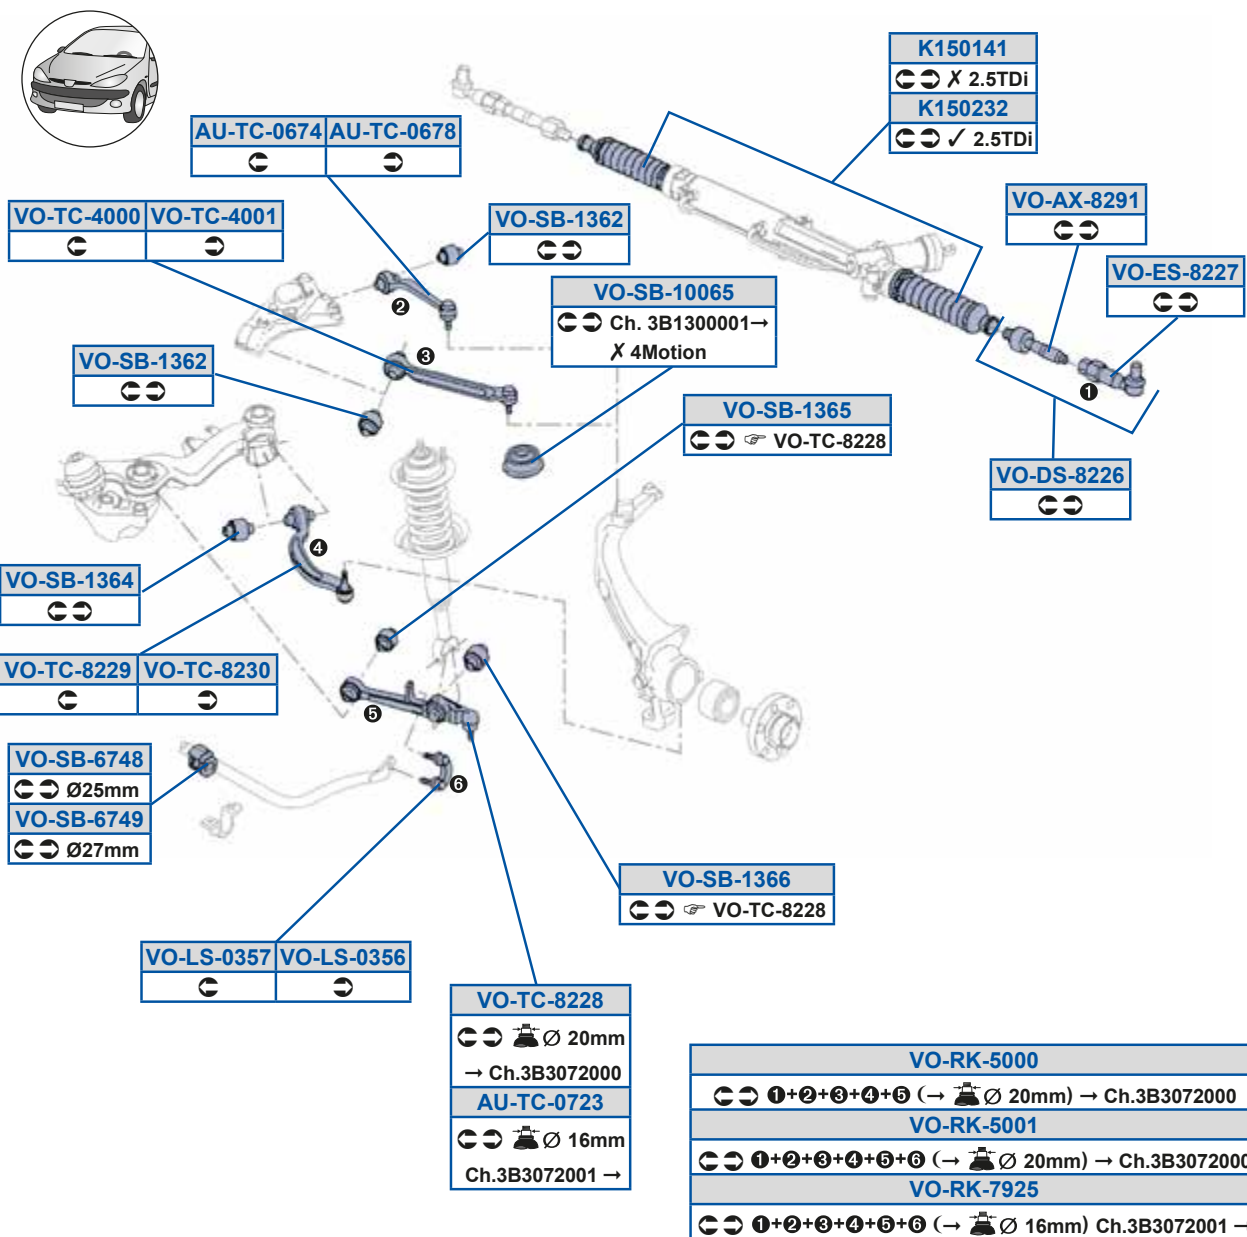 K150141
✗ 2.5TDi
K150232
✓ 2.5TDi
AU-TC-0674 AU-TC-0678
VO-TC-4000 VO-TC-4001
VO-SB-1362
VO-AX-8291
VO-ES-8227
VO-SB-10065
Ch. 3B1300001→
✗ 4Motion
❷
❸
VO-SB-1362
❶
VO-SB-1365
☞ VO-TC-8228
VO-DS-8226
VO-SB-1364
❹
VO-TC-8229 VO-TC-8230
❺
VO-SB-6748
Ø25mm
VO-SB-6749
Ø27mm
❻
VO-SB-1366
☞ VO-TC-8228
VO-LS-0357 VO-LS-0356
VO-TC-8228
Ø 20mm
→ Ch.3B3072000
AU-TC-0723
Ø 16mm
Ch.3B3072001 →
VO-RK-5000
❶+❷+❸+❹+❺ (→ Ø 20mm) → Ch.3B3072000
VO-RK-5001
❶+❷+❸+❹+❺+❻ (→ Ø 20mm) → Ch.3B3072000
VO-RK-7925
❶+❷+❸+❹+❺+❻ (→ Ø 16mm) Ch.3B3072001 →